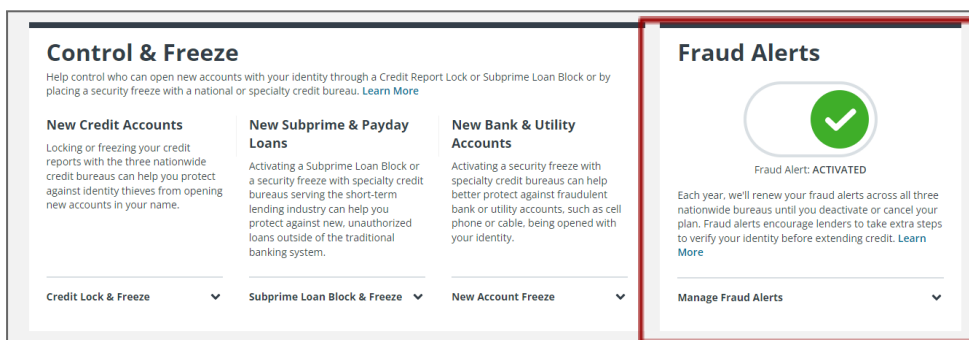 Control & Freeze
Help control who can open new accounts with your identity through a Credit Report Lock or Subprime Loan Block or by
placing a security freeze with a national or specialty credit bureau. Learn More
New Credit Accounts
Locking or freezing your credit
reports with the three nationwide
credit bureaus can help you protect
against identity thieves from opening
new accounts in your name.
Credit Lock & Freeze
New Subprime & Payday
Loans
Activating a Subprime Loan Block or
a security freeze with specialty credit
bureaus serving the short-term
lending industry can help you
protect against new, unauthorized
loans outside of the traditional
banking system.
Subprime Loan Block & Freeze
New Bank & Utility
Accounts
Activating a security freeze with
specialty credit bureaus can help
better protect against fraudulent
bank or utility accounts, such as cell
phone or cable, being opened with
your identity.
New Account Freeze
Fraud Alerts
Fraud Alert: ACTIVATED
Each year, we'll renew your fraud alerts across all three
nationwide bureaus until you deactivate or cancel your
plan. Fraud alerts encourage lenders to take extra steps
to verify your identity before extending credit. Learn
More
Manage Fraud Alerts